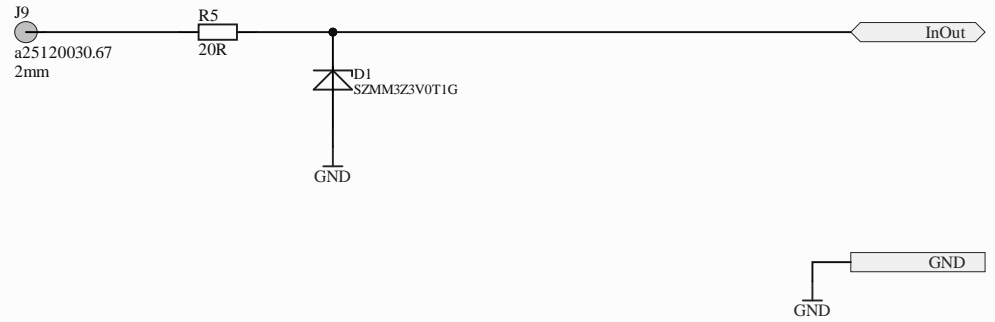 J9
a25120030.67
2mm
R5
20R
D1
SZMM3Z3V0T1G
GND
InOut
GND
GND